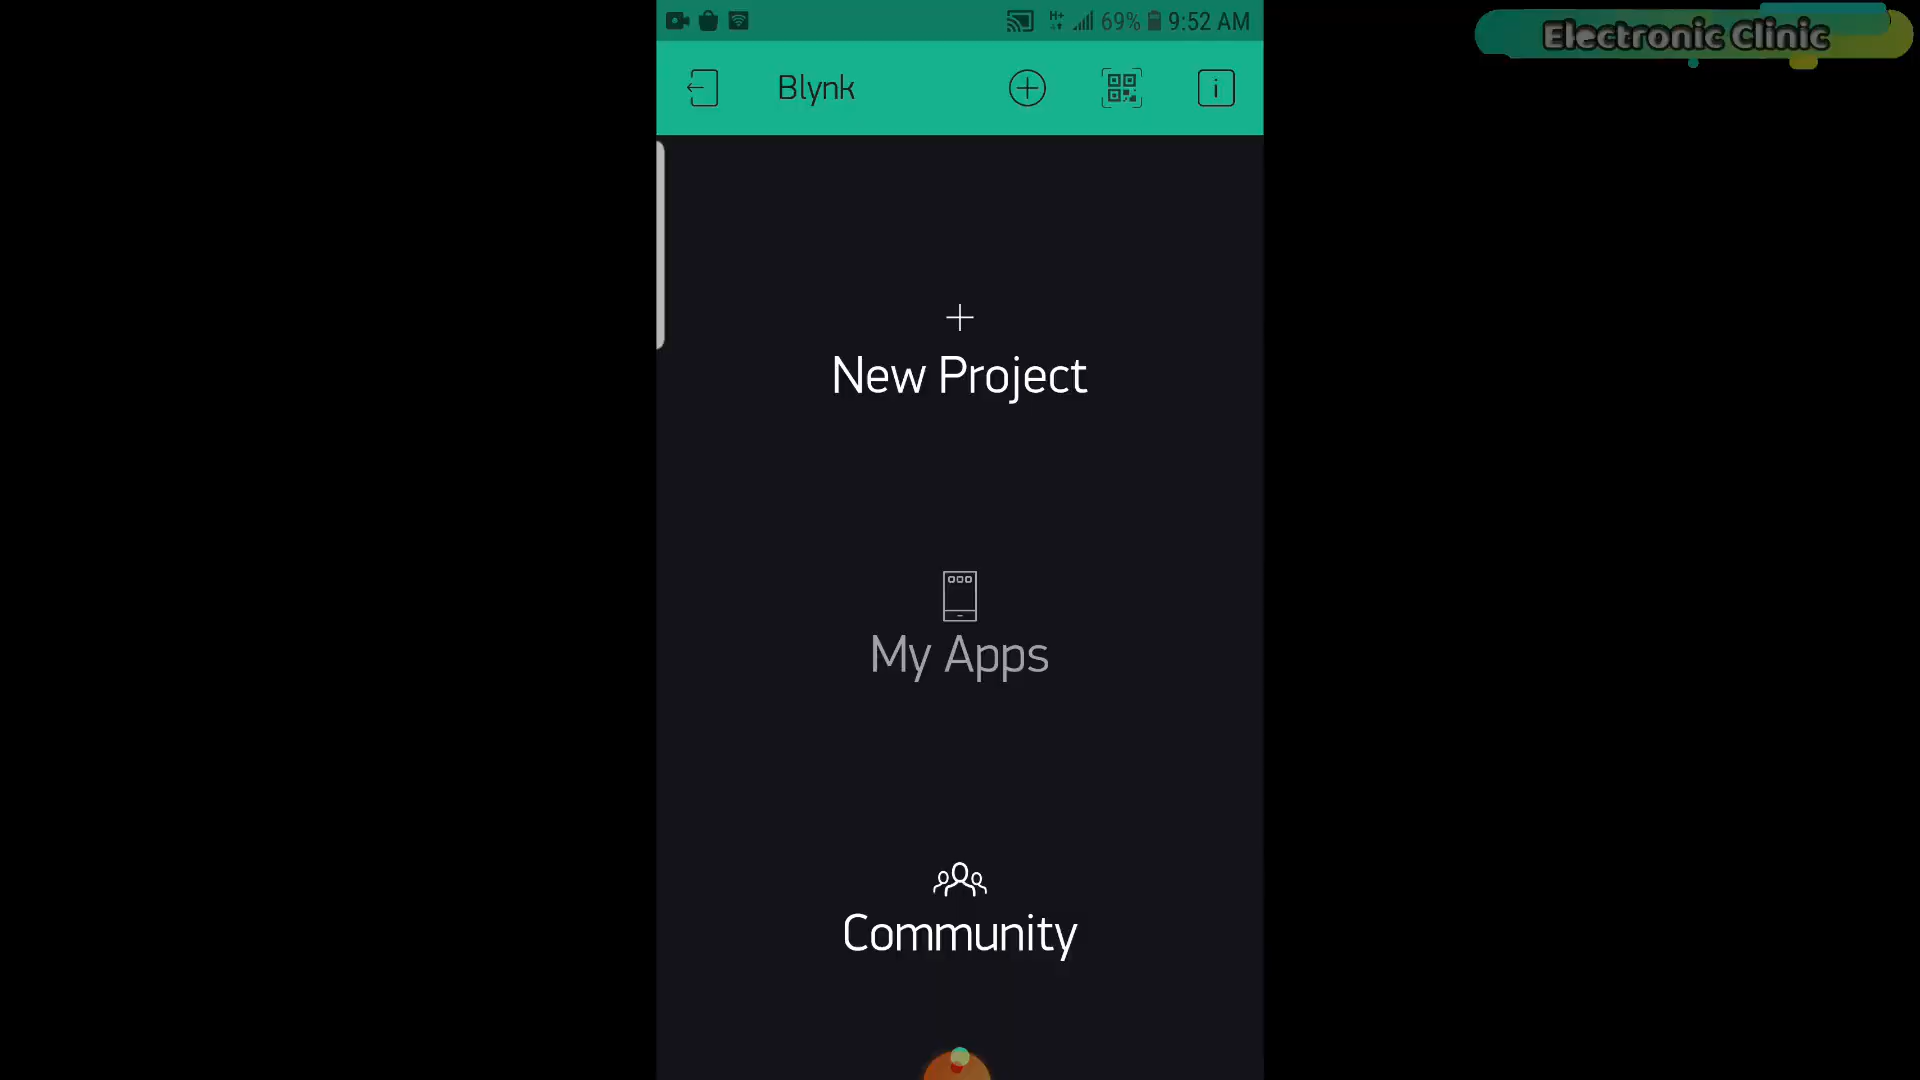 H+ 69% 9:52 AM
Electronic Clinic
Blynk
i
New Project
My Apps
Community